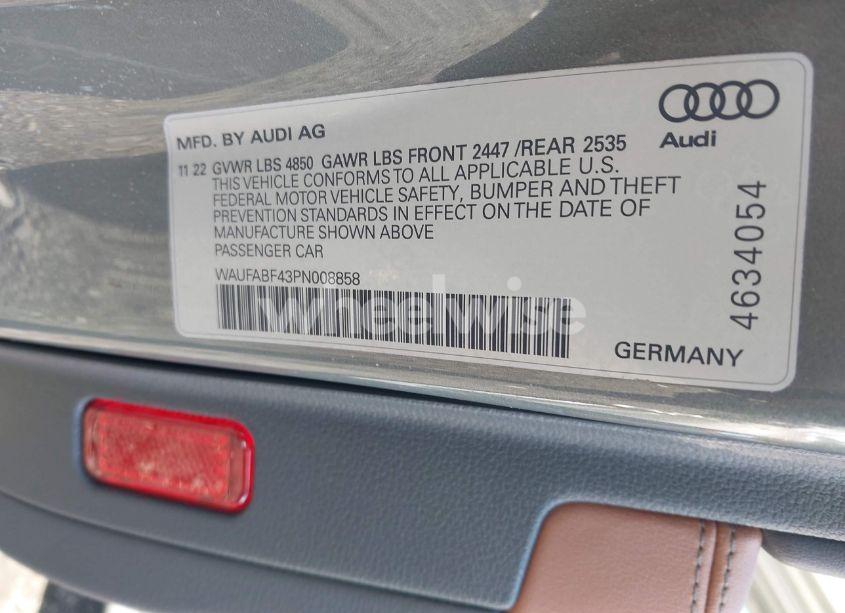 Audi
MFD. BY AUDI AG
11 22 GVWR LBS 4850 GAWR LBS FRONT 2447 /REAR 2535
THIS VEHICLE CONFORMS TO ALL APPLICABLE U.S.
FEDERAL MOTOR VEHICLE SAFETY, BUMPER AND THEFT
PREVENTION STANDARDS IN EFFECT ON THE DATE OF
MANUFACTURE SHOWN ABOVE
PASSENGER CAR
WAUFABF43PN008858
wheelwise
GERMANY
4634054